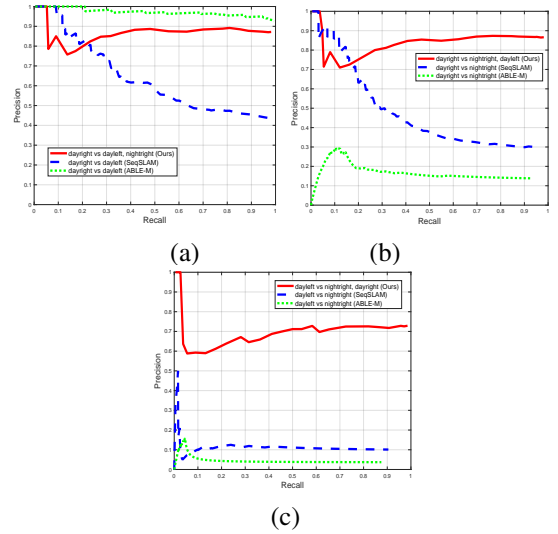 1
0.9
0.8
0.7
0.6
0.5
0.4
0.3
0.2
0.1
0
Precision
dayright vs dayleft, nightright (Ours)
dayright vs dayleft (SeqSLAM)
dayright vs dayleft (ABLE-M)
0 0.1 0.2 0.3 0.4 0.5 0.6 0.7 0.8 0.9 1
Recall
(a)
1
0.9
0.8
0.7
0.6
0.5
0.4
0.3
0.2
0.1
0
Precision
dayright vs nightright, dayleft (Ours)
dayright vs nightright (SeqSLAM)
dayright vs nightright (ABLE-M)
0 0.1 0.2 0.3 0.4 0.5 0.6 0.7 0.8 0.9 1
Recall
(b)
1
0.9
0.8
0.7
0.6
0.5
0.4
0.3
0.2
0.1
0
Precision
dayleft vs nightright, dayright (Ours)
dayleft vs nightright (SeqSLAM)
dayleft vs nightright (ABLE-M)
0 0.1 0.2 0.3 0.4 0.5 0.6 0.7 0.8 0.9 1
Recall
(c)